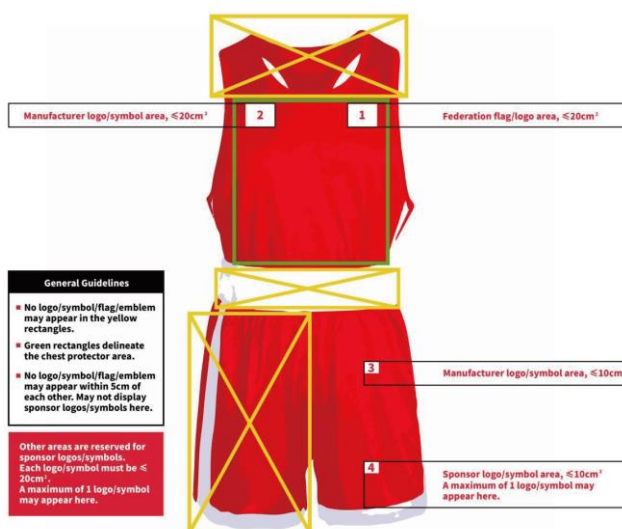 Manufacturer logo/symbol area, ≤20cm²
2
1
Federation flag/logo area, ≤20cm²
General Guidelines
■ No logo/symbol/flag/emblem
may appear in the yellow
rectangles.
■ Green rectangles delineate
the chest protector area.
■ No logo/symbol/flag/emblem
may appear within 5cm of
each other. May not display
sponsor logos/symbols here.
3
Manufacturer logo/symbol area, ≤10cm
Other areas are reserved for
sponsor logos/symbols.
Each logo/symbol must be ≤
20cm².
A maximum of 1 logo/symbol
may appear here.
4
Sponsor logo/symbol area, ≤10cm²
A maximum of 1 logo/symbol may
appear here.